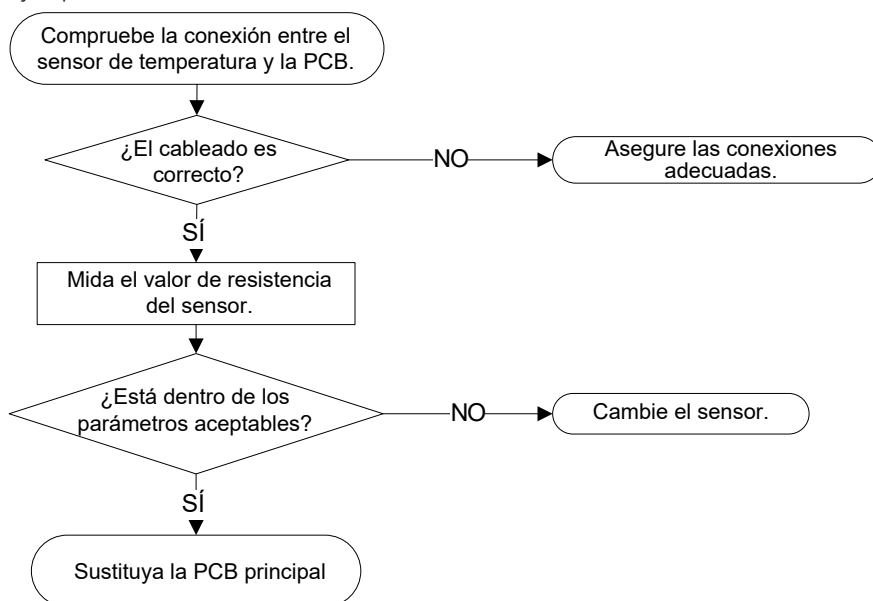 Compruebe la conexión entre el
sensor de temperatura y la PCB.
¿El cableado es
correcto?
NO
Asegure las conexiones
adecuadas.
SÍ
Mida el valor de resistencia
del sensor.
¿Está dentro de los
parámetros aceptables?
NO
Cambie el sensor.
SÍ
Sustituya la PCB principal